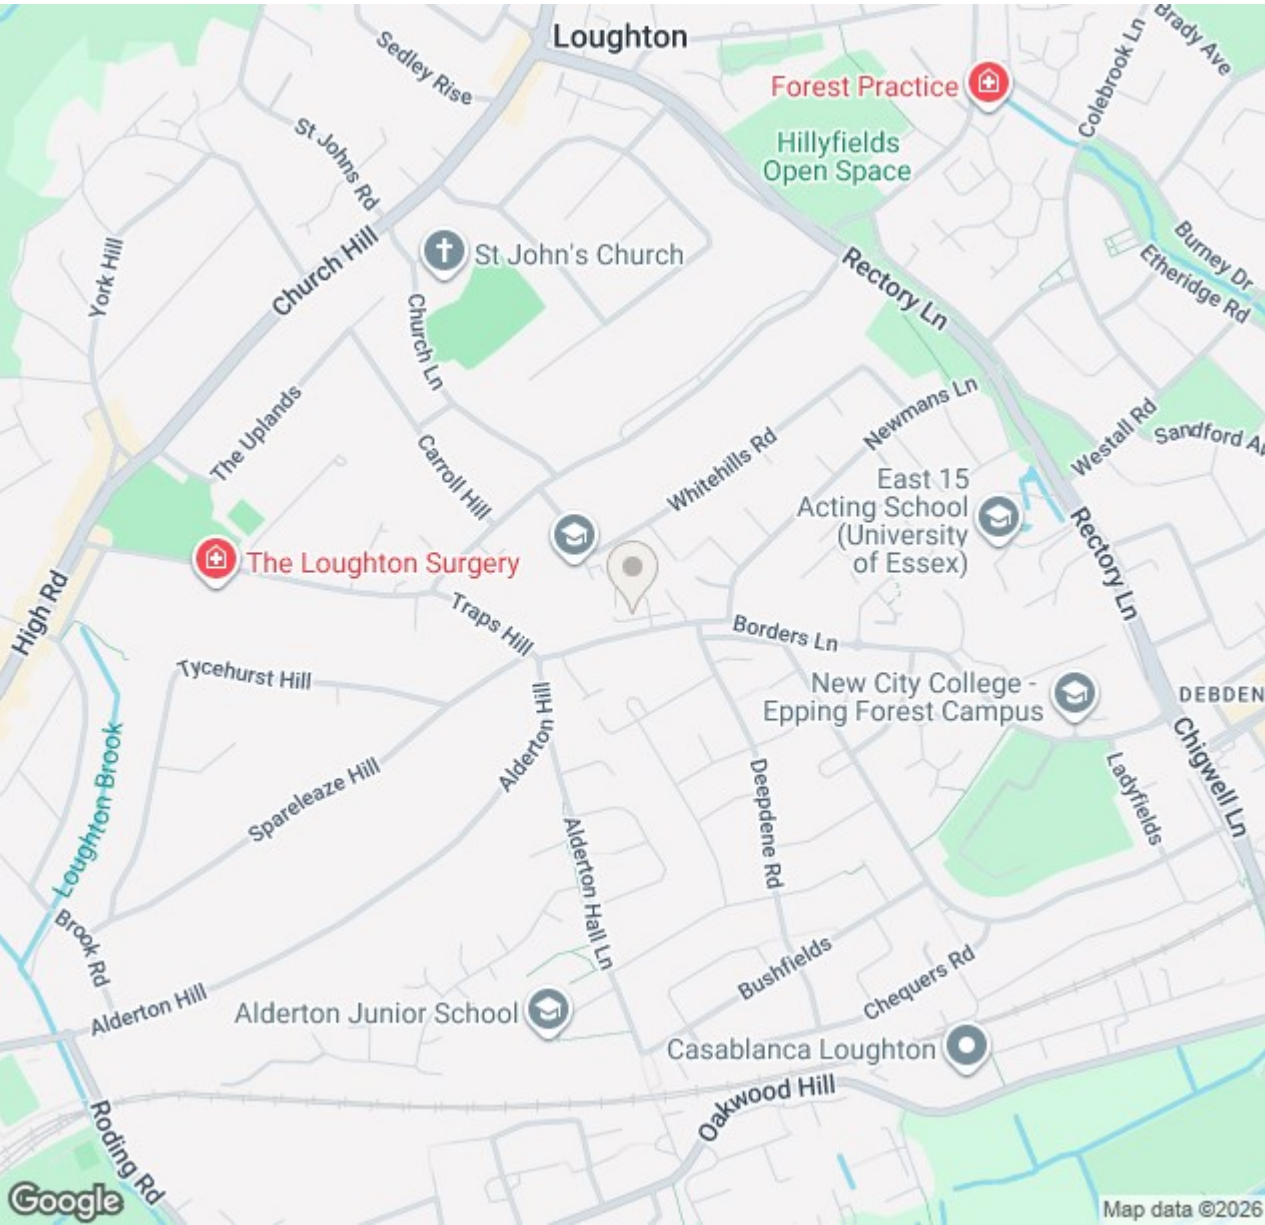 Loughton
Sedley Rise
Brady Ave
Colebrook Ln
Forest Practice
Hillyfields
Open Space
St Johns Rd
York Hill
Church Hill
St John's Church
Burney Dr
Etheridge Rd
Rectory Ln
Church Ln
The Uplands
Carroll Hill
Newmans Ln
Whitehills Rd
Westall Rd
Sandford Av
East 15
Acting School
(University
of Essex)
Rectory Ln
The Loughton Surgery
High Rd
Traps Hill
Borders Ln
Tycehurst Hill
New City College -
Epping Forest Campus
DEBDEN
Alderton Hill
Loughton Brook
Spareleaze Hill
Deepdene Rd
Ladyfields
Chigwell Ln
Alderton Hall Ln
Brook Rd
Bushfields
Chequers Rd
Alderton Hill
Alderton Junior School
Casablanca Loughton
Oakwood Hill
Roding Rd
Google
Map data ©2026